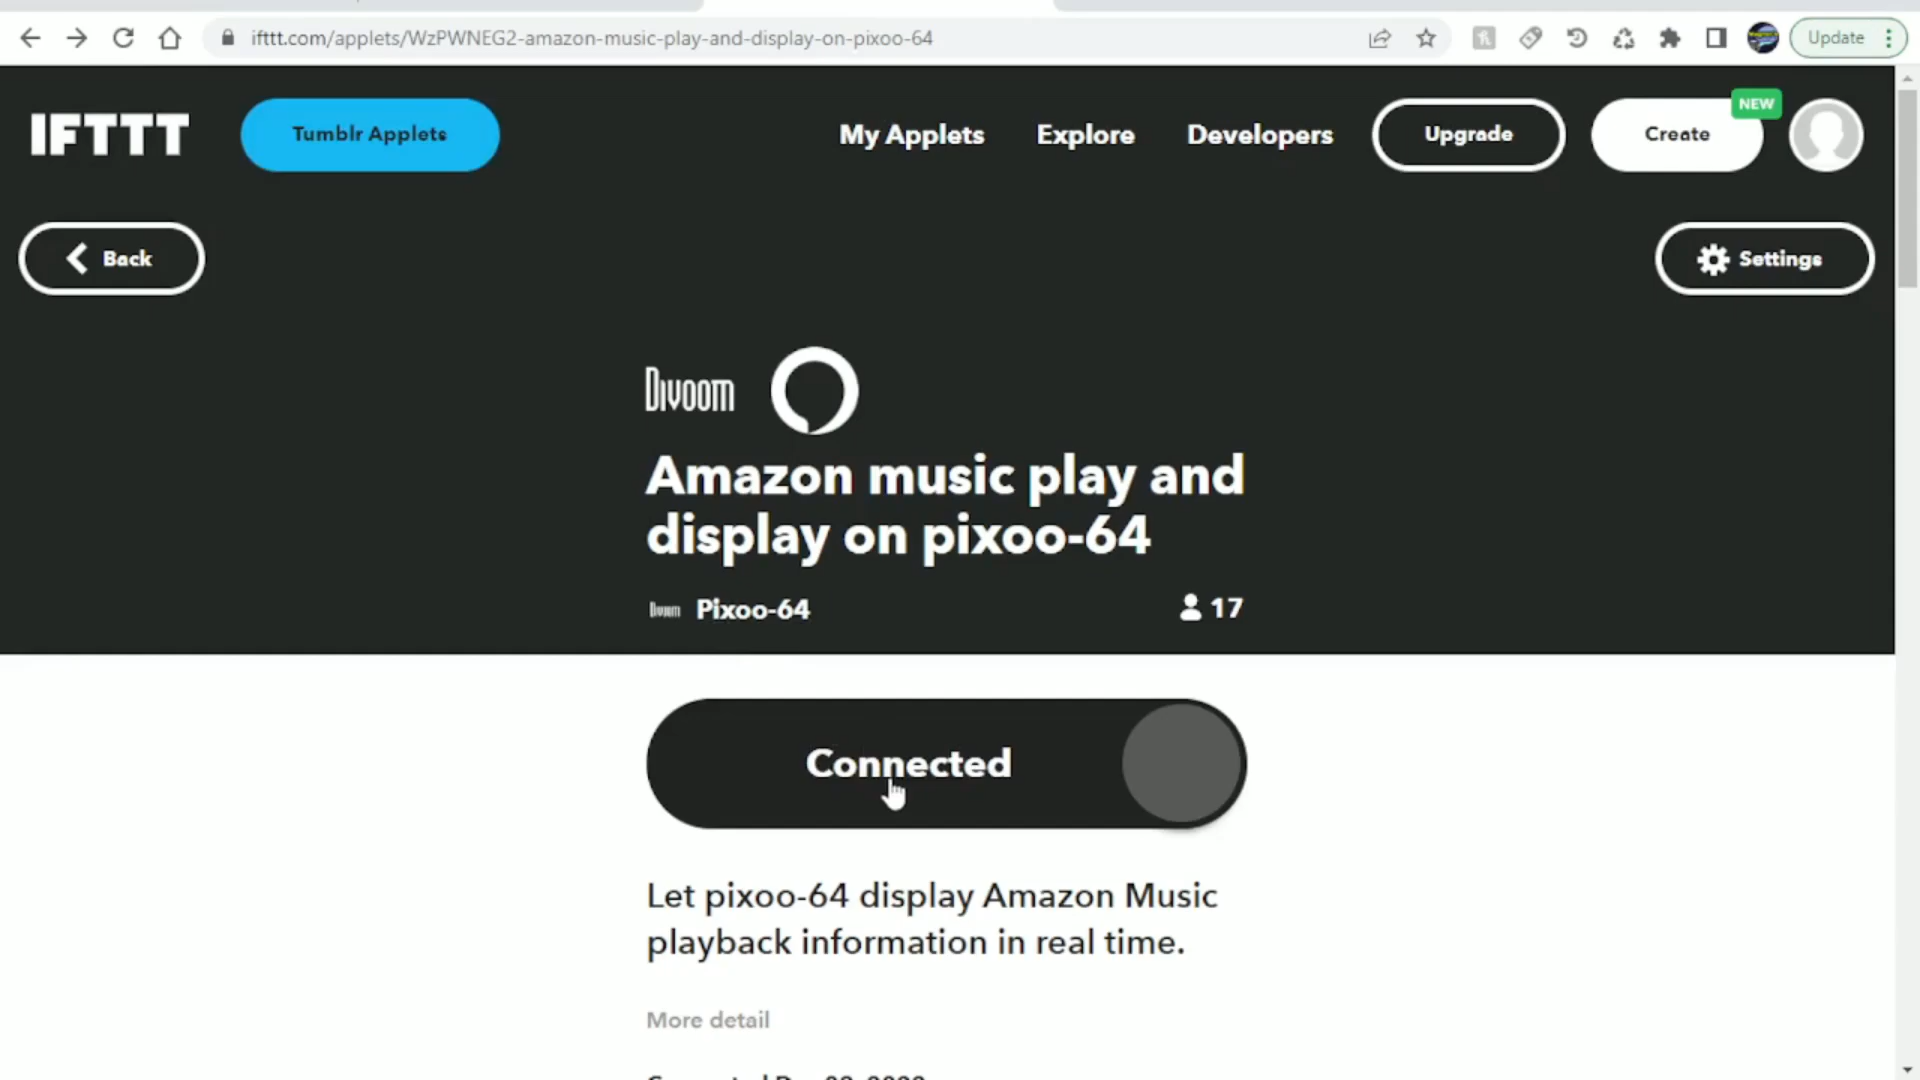 ifttt.com/applets/WzPWNEG2-amazon-music-play-and-display-on-pixoo-64
Update
IFTTT
Tumblr Applets
My Applets
Explore
Developers
Upgrade
Create
NEW
Back
Settings
Divoom
Amazon music play and
display on pixoo-64
Divoom Pixoo-64
17
Connected
Let pixoo-64 display Amazon Music
playback information in real time.
More detail